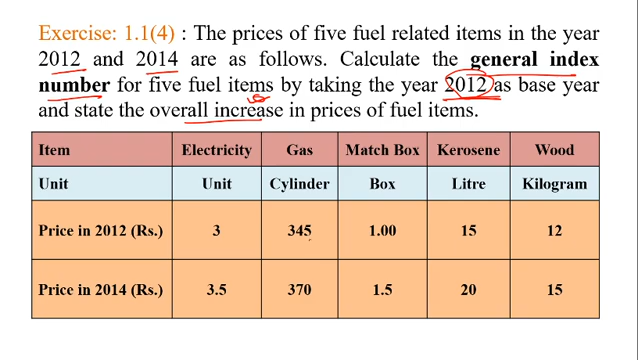 Exercise: 1.1(4) : The prices of five fuel related items in the year
2012 and 2014 are as follows. Calculate the general index
number for five fuel items by taking the year 2012 as base year
and state the overall increase in prices of fuel items.
Item Electricity Gas Match Box Kerosene Wood
Unit Unit Cylinder Box Litre Kilogram
Price in 2012 (Rs.) 3 345 1.00 15 12
Price in 2014 (Rs.) 3.5 370 1.5 20 15